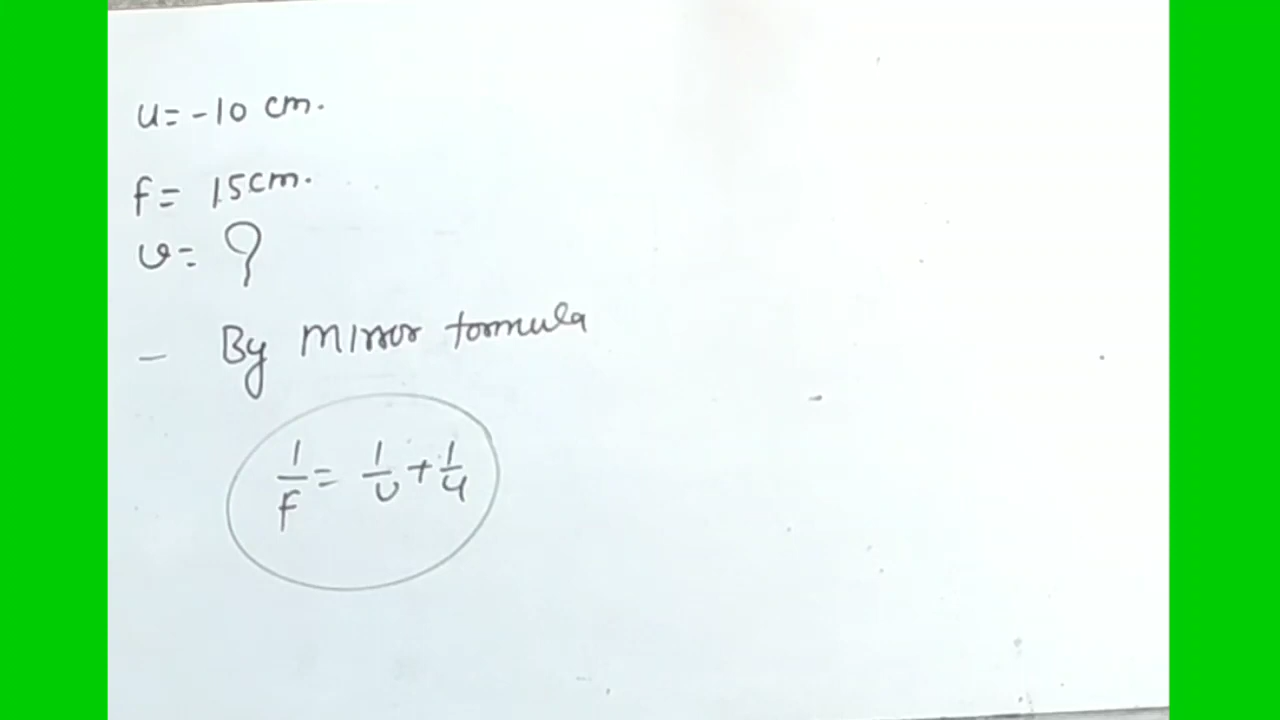 u= -10 cm.
f= 15cm.
v= ?
- By Mirror formula
1/f = 1/v + 1/u